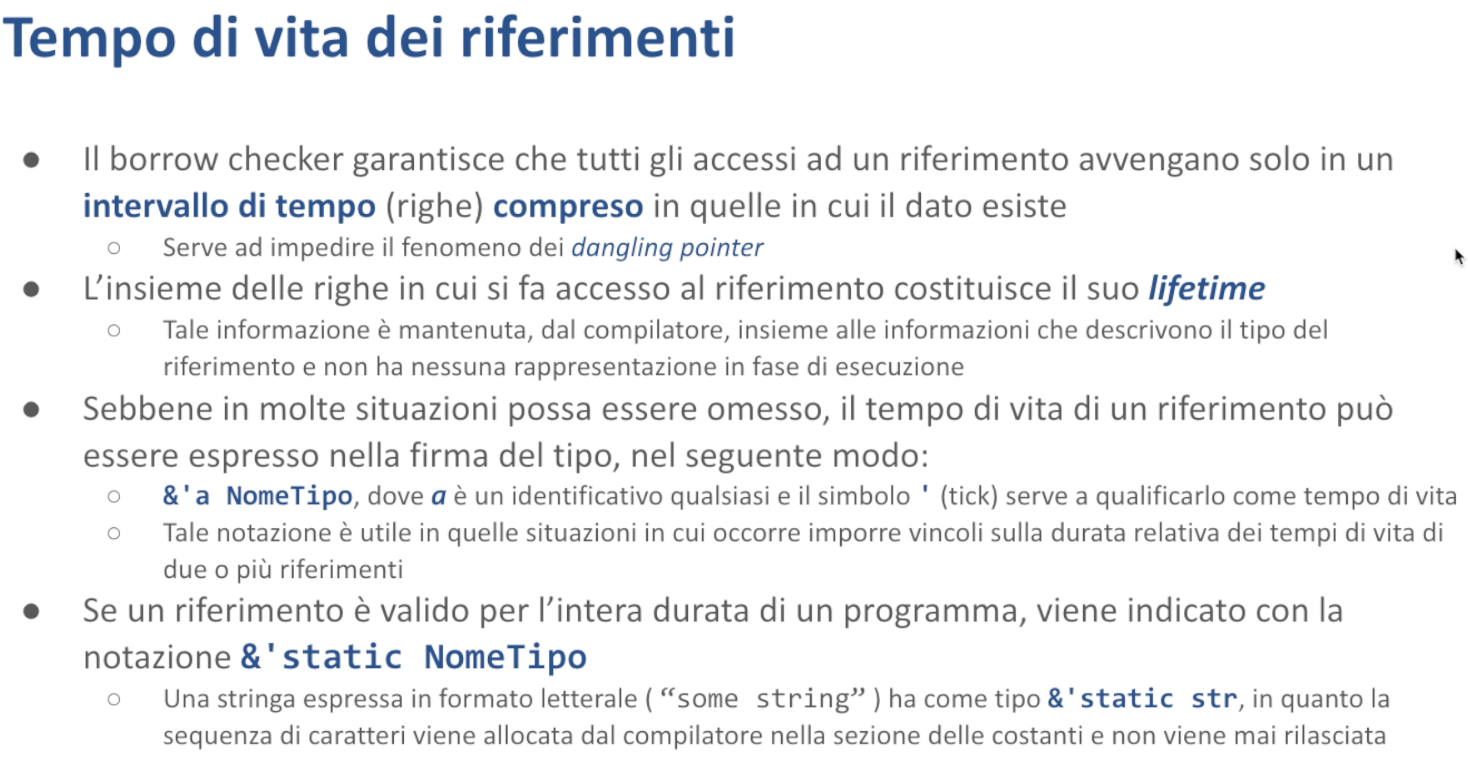 Tempo di vita dei riferimenti
● Il borrow checker garantisce che tutti gli accessi ad un riferimento avvengano solo in un
intervallo di tempo (righe) compreso in quelle in cui il dato esiste
○ Serve ad impedire il fenomeno dei dangling pointer
● L’insieme delle righe in cui si fa accesso al riferimento costituisce il suo lifetime
○ Tale informazione è mantenuta, dal compilatore, insieme alle informazioni che descrivono il tipo del
riferimento e non ha nessuna rappresentazione in fase di esecuzione
● Sebbene in molte situazioni possa essere omesso, il tempo di vita di un riferimento può
essere espresso nella firma del tipo, nel seguente modo:
○ &'a NomeTipo, dove a è un identificativo qualsiasi e il simbolo ' (tick) serve a qualificarlo come tempo di vita
○ Tale notazione è utile in quelle situazioni in cui occorre imporre vincoli sulla durata relativa dei tempi di vita di
due o più riferimenti
● Se un riferimento è valido per l’intera durata di un programma, viene indicato con la
notazione &'static NomeTipo
○ Una stringa espressa in formato letterale ( “some string” ) ha come tipo &'static str, in quanto la
sequenza di caratteri viene allocata dal compilatore nella sezione delle costanti e non viene mai rilasciata